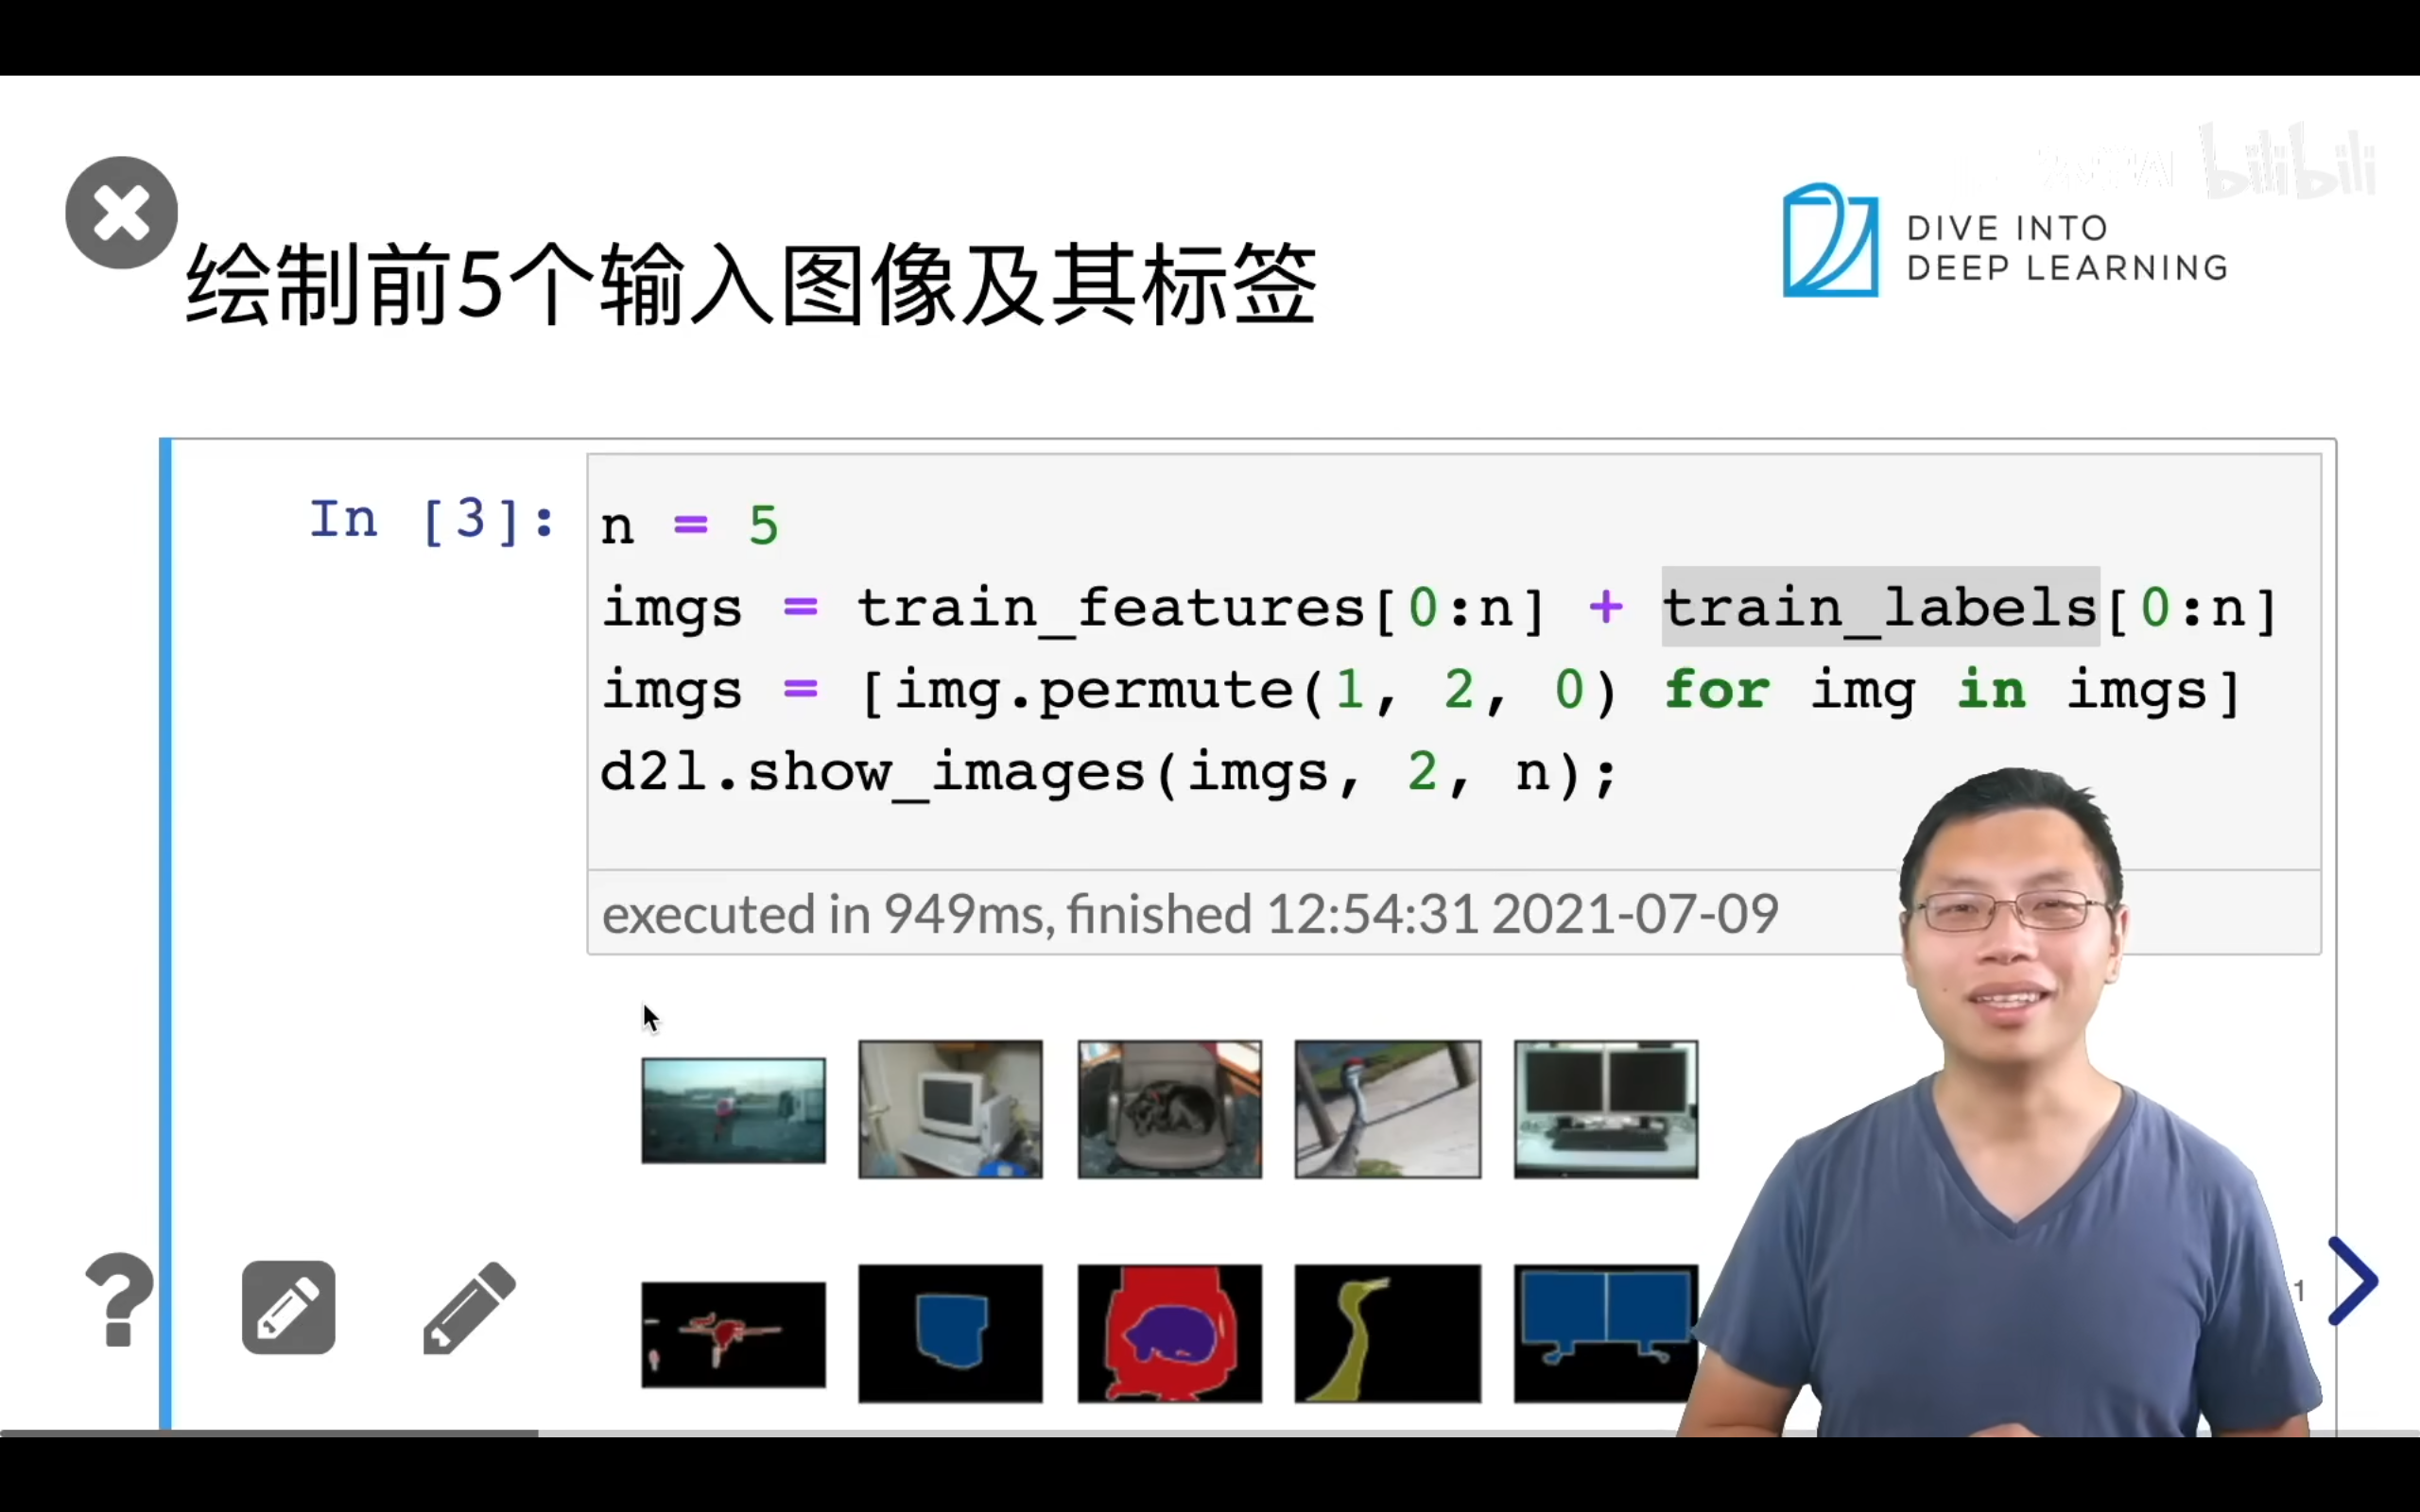 bilibili
DIVE INTO
DEEP LEARNING
绘制前5个输入图像及其标签
In [3]:
n = 5
imgs = train_features[0:n] + train_labels[0:n]
imgs = [img.permute(1, 2, 0) for img in imgs]
d2l.show_images(imgs, 2, n);
executed in 949ms, finished 12:54:31 2021-07-09
?
1